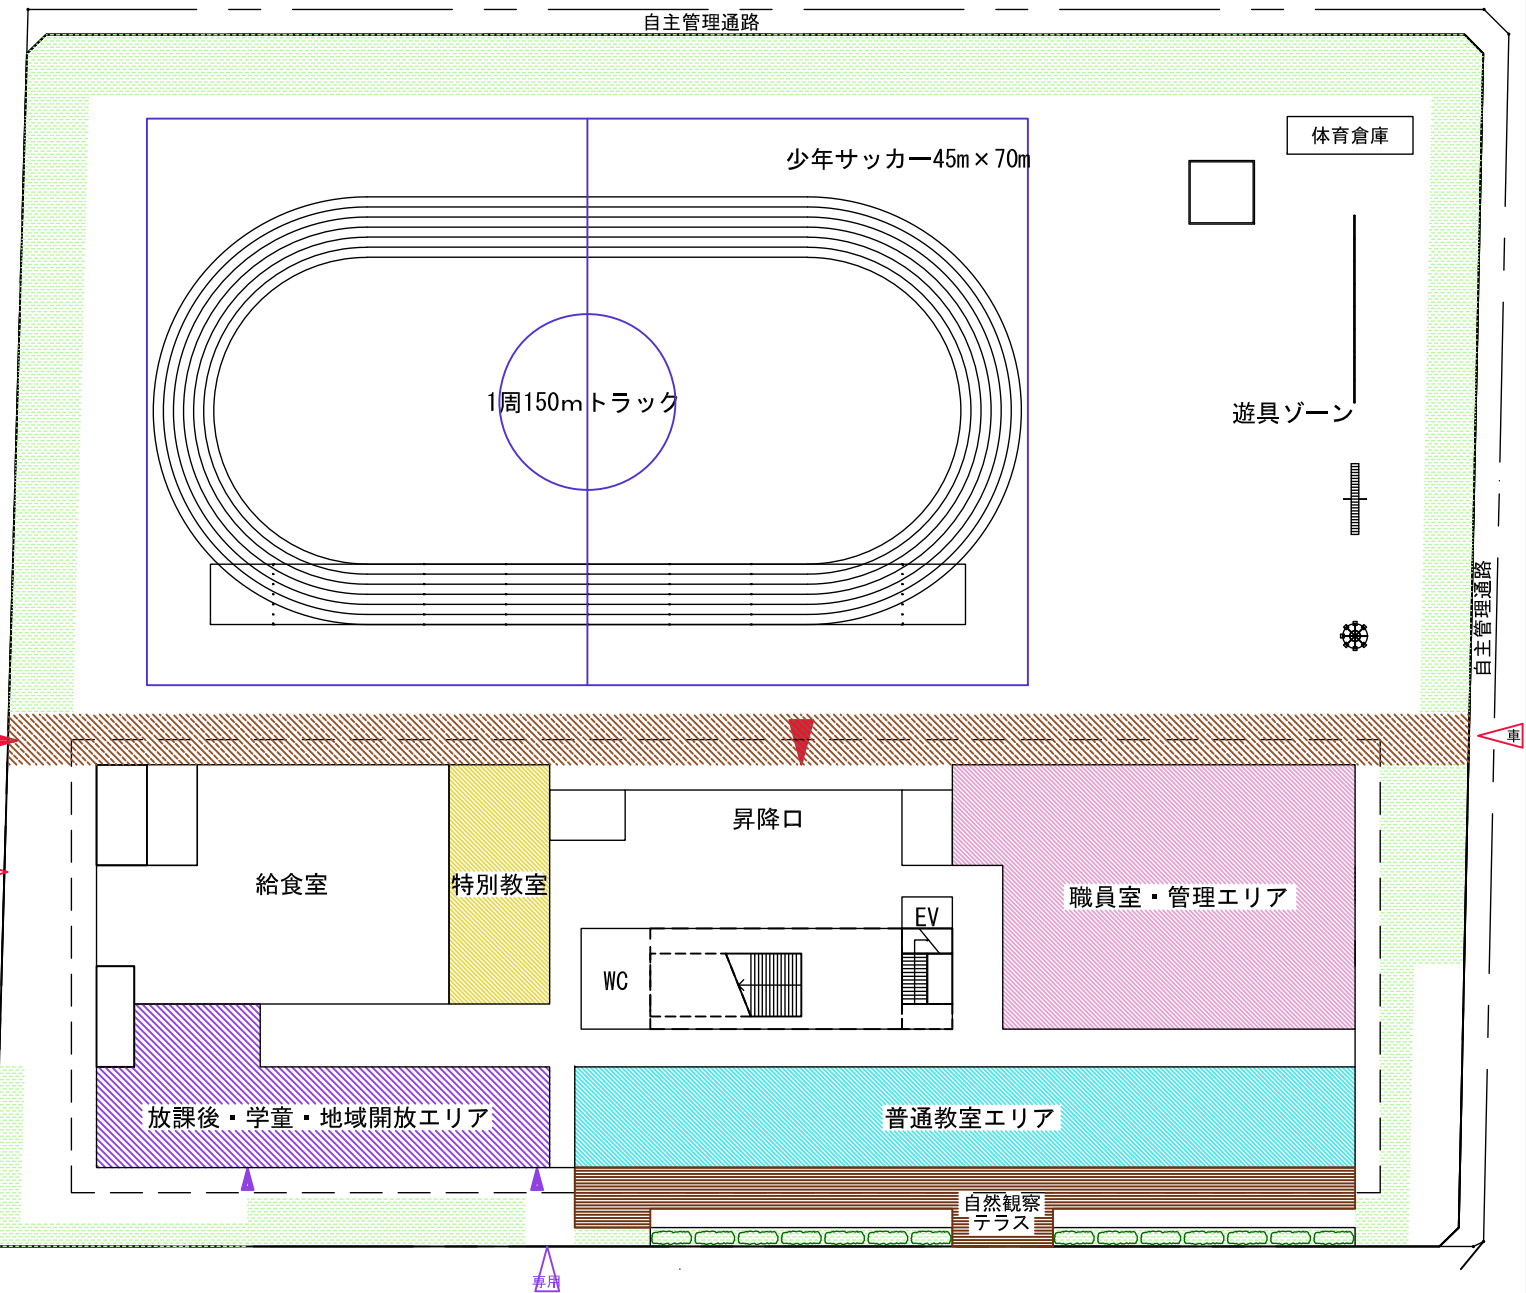 自主管理通路
体育倉庫
少年サッカー45m×70m
1周150mトラック
遊具ゾーン
自主管理通路
車
昇降口
給食室
特別教室
職員室・管理エリア
EV
WC
放課後・学童・地域開放エリア
普通教室エリア
自然観察
テラス
専用